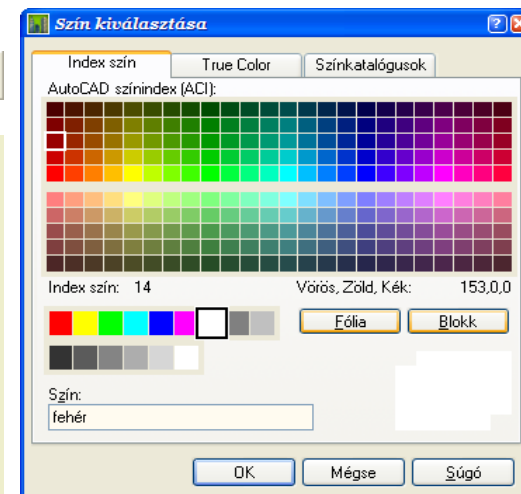 Szín kiválasztása
Index szín True Color Színkatalógusok
AutoCAD színindex (ACI):
Index szín: 14 Vörös, Zöld, Kék: 153,0,0
Fólia Blokk
Szín:
fehér
OK Mégse Súgó